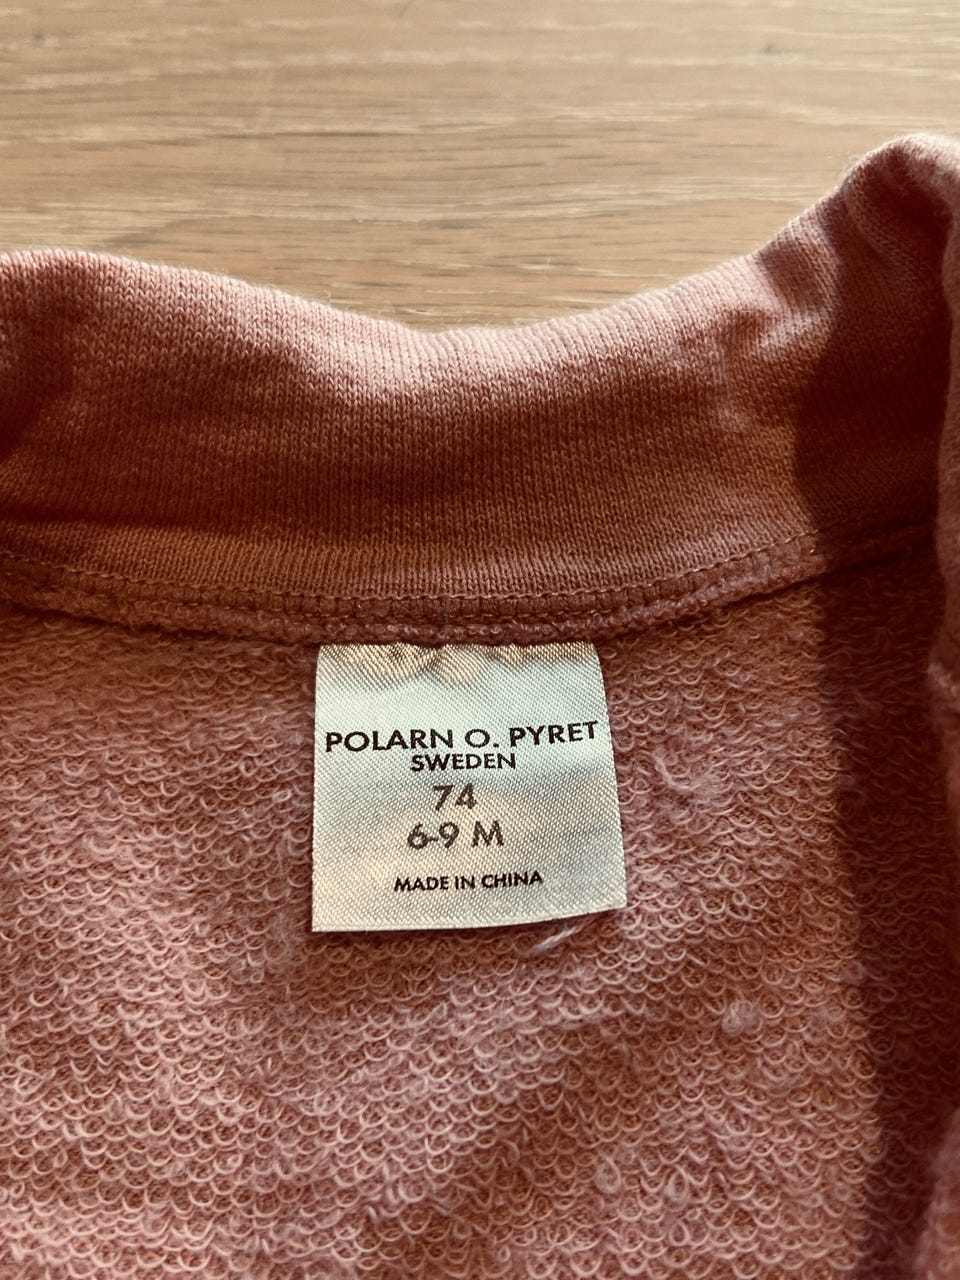 POLARN O. PYRET
SWEDEN
74
6-9 M
MADE IN CHINA